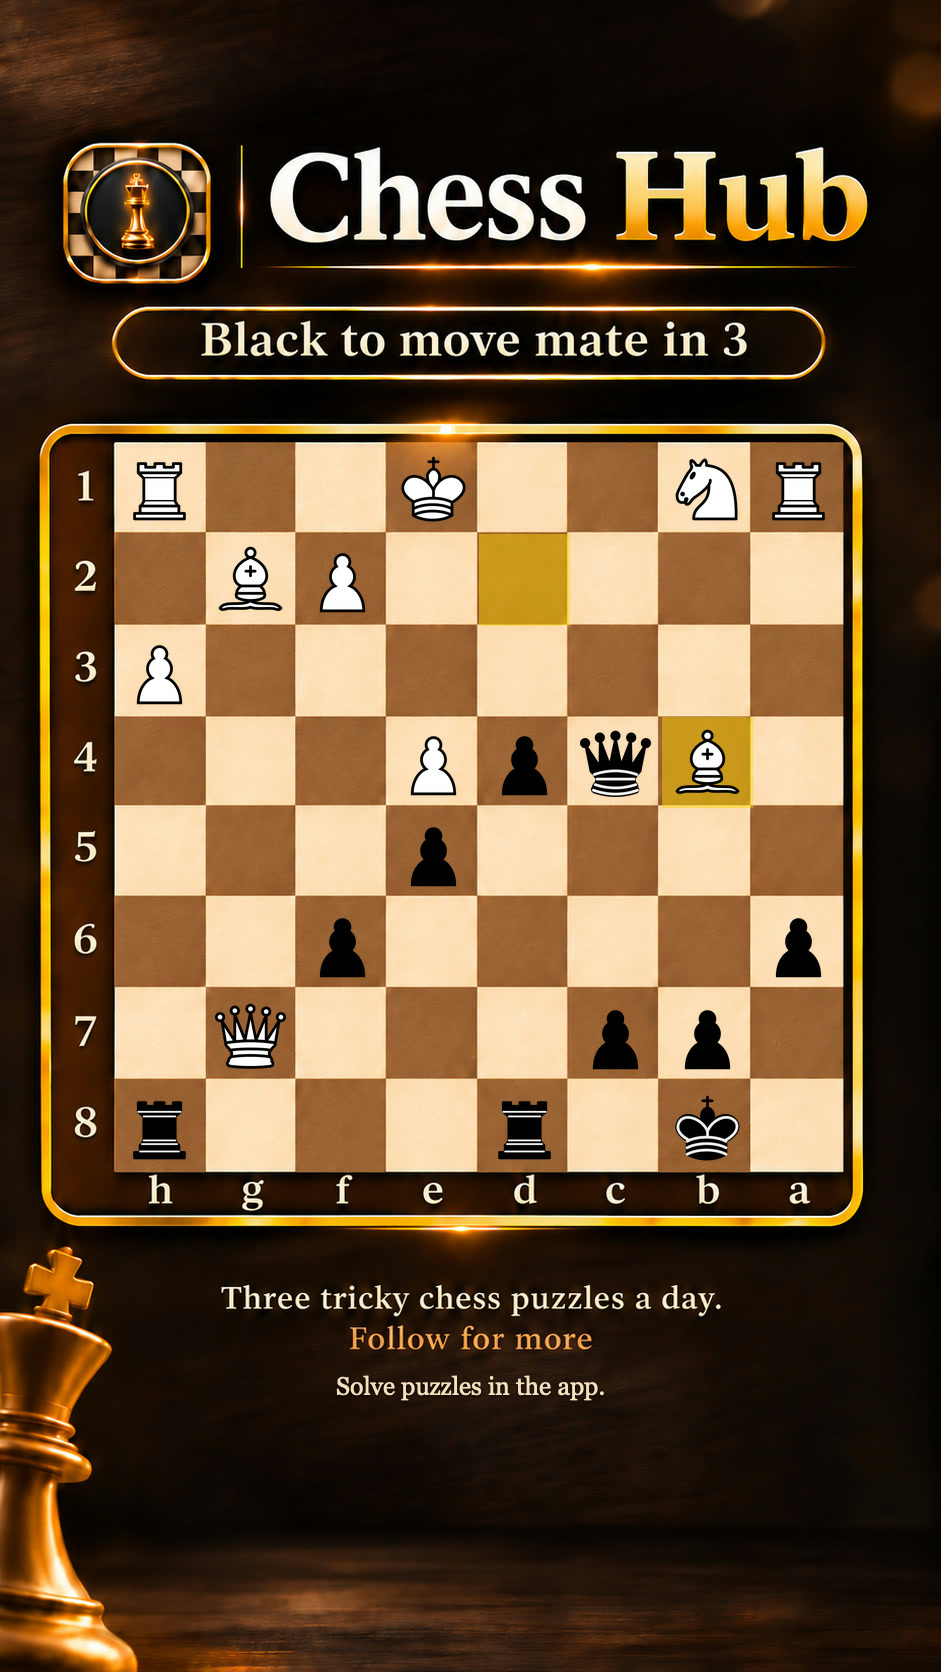 Chess Hub
Black to move mate in 3
1
2
3
4
5
6
7
8
h g f e d c b a
Three tricky chess puzzles a day.
Follow for more
Solve puzzles in the app.